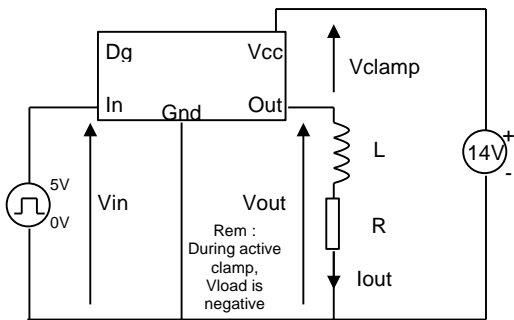 Dg
Vcc
In
Gnd
Out
Vclamp
L
14V
+
-
5V
0V
Vin
Vout
R
Iout
Rem :
During active
clamp,
Vload is
negative